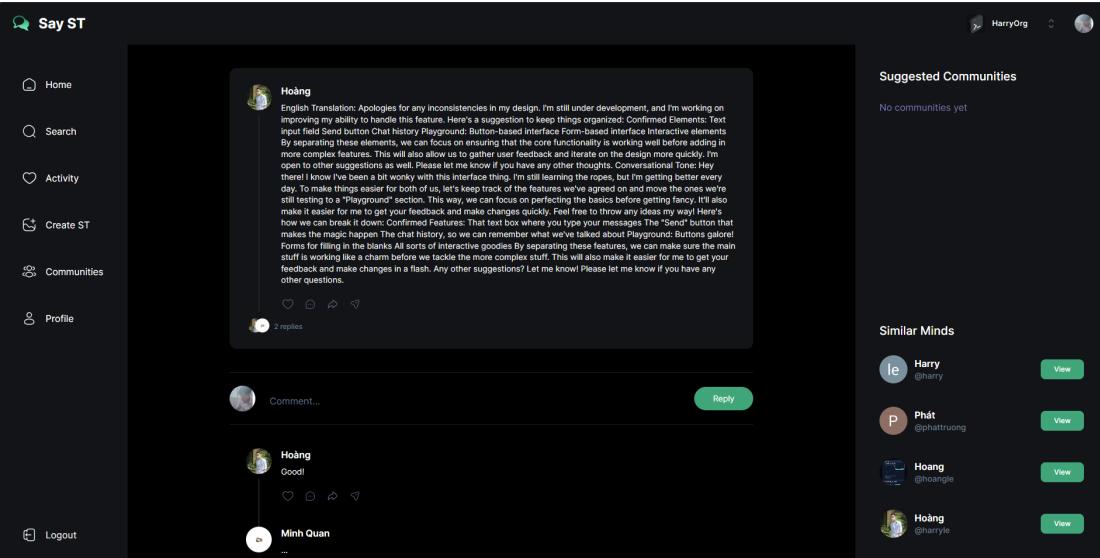 Say ST
HarryOrg
Home
Search
Activity
Create ST
Communities
Profile
Logout
Hoàng
English Translation: Apologies for any inconsistencies in my design. I'm still under development, and I'm working on
improving my ability to handle this feature. Here's a suggestion to keep things organized: Confirmed Elements: Text
input field Send button Chat history Playground: Button-based interface Form-based interface Interactive elements
By separating these elements, we can focus on ensuring that the core functionality is working well before adding in
more complex features. This will also allow us to gather user feedback and iterate on the design more quickly. I'm
open to other suggestions as well. Please let me know if you have any other thoughts. Conversational Tone: Hey
there! I know I've been a bit wonky with this interface thing. I'm still learning the ropes, but I'm getting better every
day. To make things easier for both of us, let's keep track of the features we've agreed on and move the ones we're
still testing to a "Playground" section. This way, we can focus on perfecting the basics before getting fancy. It'll also
make it easier for me to get your feedback and make changes quickly. Feel free to throw any ideas my way! Here's
how we can break it down: Confirmed Features: That text box where you type your messages The "Send" button that
makes the magic happen The chat history, so we can remember what we've talked about Playground: Buttons galore!
Forms for filling in the blanks All sorts of interactive goodies By separating these features, we can make sure the main
stuff is working like a charm before we tackle the more complex stuff. This will also make it easier for me to get your
feedback and make changes in a flash. Any other suggestions? Let me know! Please let me know if you have any
other questions.
2 replies
Comment...
Reply
Hoàng
Good!
Minh Quan
...
Suggested Communities
No communities yet
Similar Minds
le
Harry
@harry
View
P
Phát
@phattruong
View
Hoang
@hoangle
View
Hoàng
@harryle
View